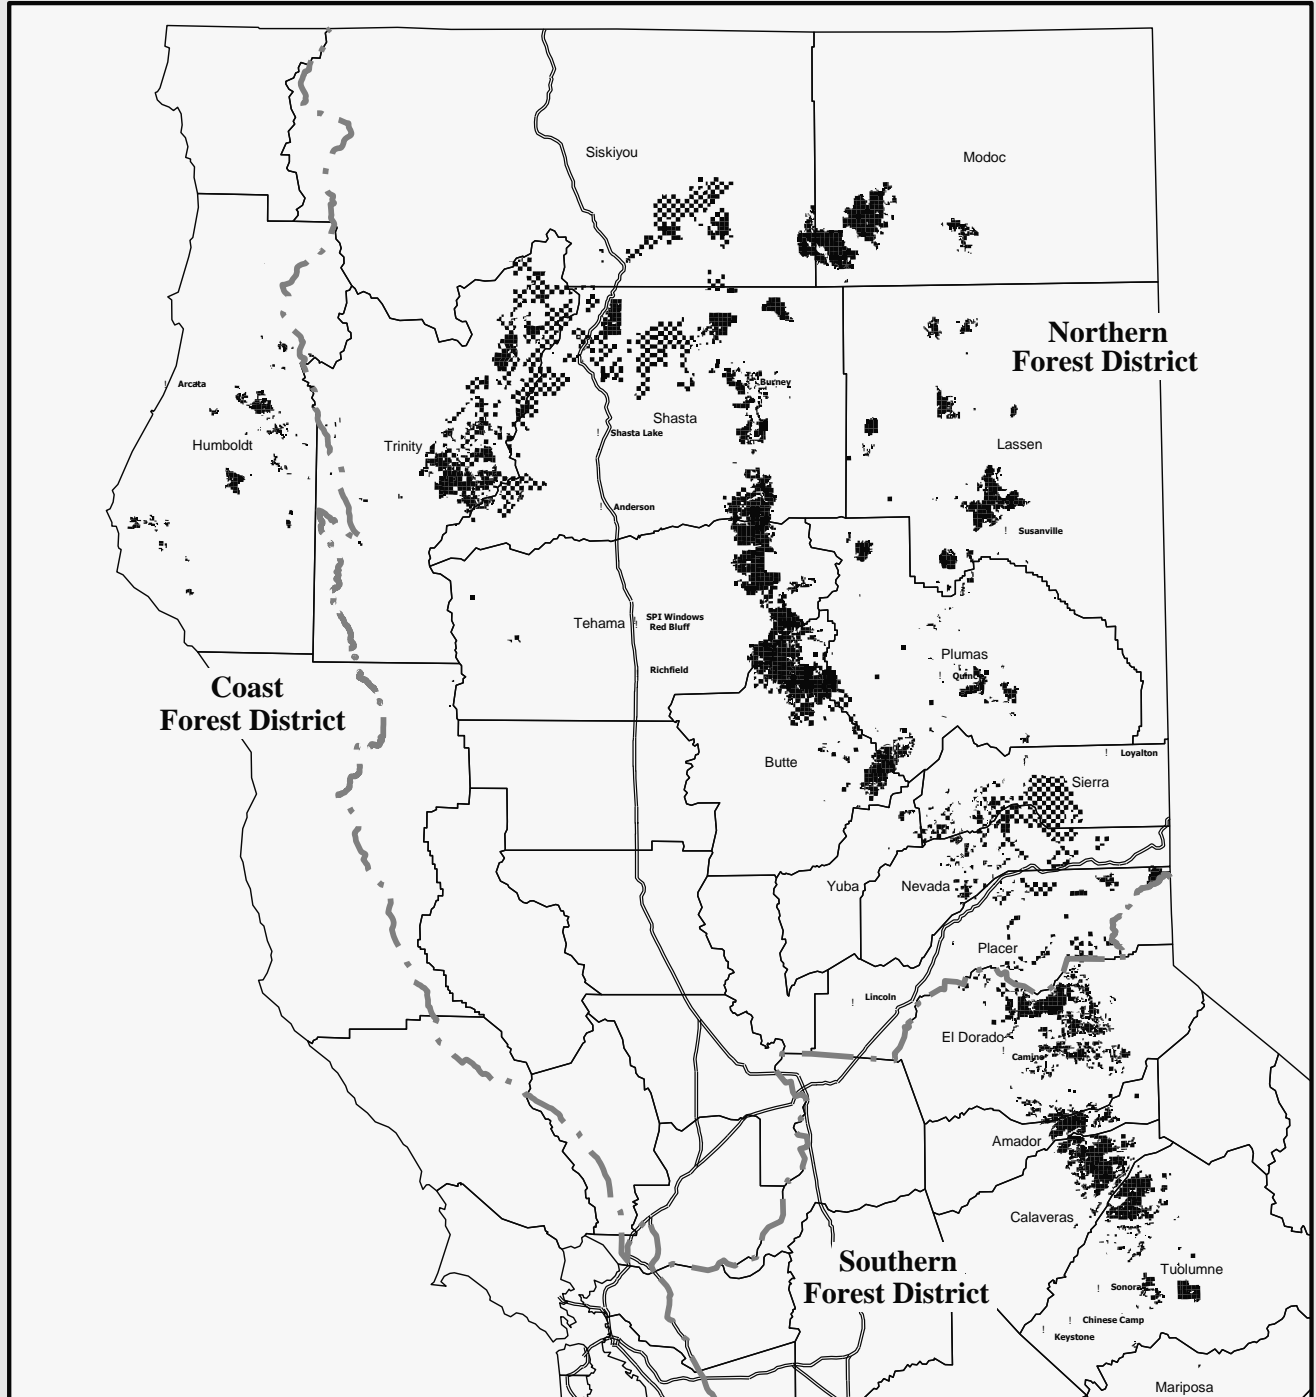 Siskiyou
Modoc
Northern
Forest District
Arcata
Burney
Shasta
Shasta Lake
Humboldt
Trinity
Lassen
Anderson
Susanville
SPI Windows
Red Bluff
Tehama
Richfield
Plumas
Coast
Forest District
Butte
Loyalton
Sierra
Yuba
Nevada
Placer
Lincoln
El Dorado
Camino
Amador
Calaveras
Southern
Forest District
Tuolumne
Sonora
Chinese Camp
Keystone
Mariposa